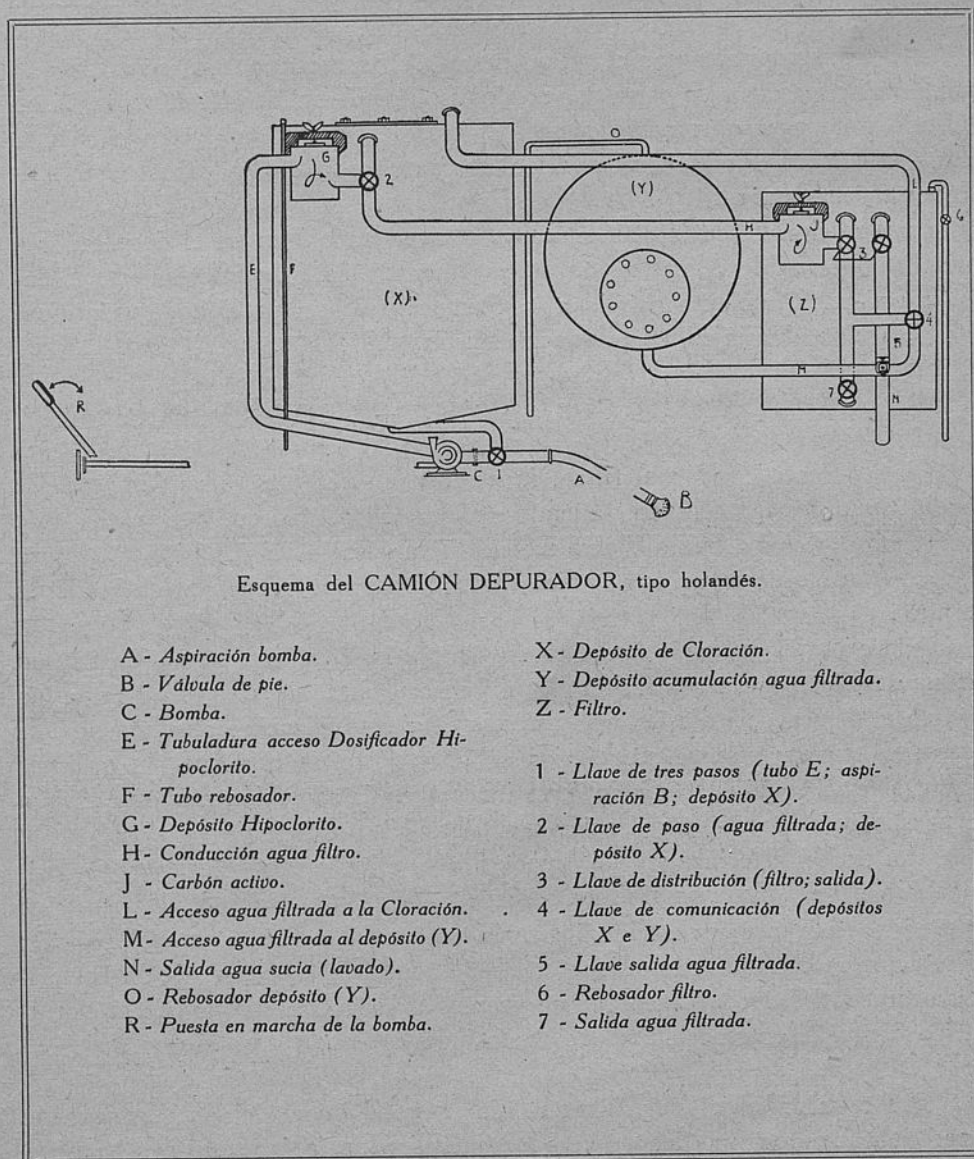 O
G
2
(Y)
L
H
J
6
3
E
F
(X).
(Z)
4
5
M
7
N
R
C
1
A
B
Esquema del CAMIÓN DEPURADOR, tipo holandés.
A - Aspiración bomba.
B - Válvula de pie.
C - Bomba.
E - Tubuladura acceso Dosificador Hi-
poclorito.
F - Tubo rebosador.
G - Depósito Hipoclorito.
H - Conducción agua filtro.
J - Carbón activo.
L - Acceso agua filtrada a la Cloración.
M - Acceso agua filtrada al depósito (Y).
N - Salida agua sucia (lavado).
O - Rebosador depósito (Y).
R - Puesta en marcha de la bomba.
X - Depósito de Cloración.
Y - Depósito acumulación agua filtrada.
Z - Filtro.
1 - Llave de tres pasos (tubo E; aspi-
ración B; depósito X).
2 - Llave de paso (agua filtrada; de-
pósito X).
3 - Llave de distribución (filtro; salida).
4 - Llave de comunicación (depósitos
X e Y).
5 - Llave salida agua filtrada.
6 - Rebosador filtro.
7 - Salida agua filtrada.